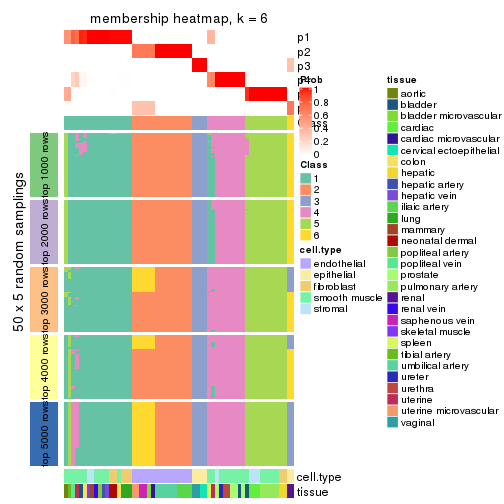 membership heatmap, k = 6
p1
p2
p3
Prob
1
0.8
0.6
0.4
0.2
0
Class
1
2
3
4
5
6
cell.type
endothelial
epithelial
fibroblast
smooth muscle
stromal
tissue
aortic
bladder
bladder microvascular
cardiac
cardiac microvascular
cervical ectoepithelial
colon
hepatic
hepatic artery
hepatic vein
iliaic artery
lung
mammary
neonatal dermal
popliteal artery
popliteal vein
prostate
pulmonary artery
renal
renal vein
saphenous vein
skeletal muscle
spleen
tibial artery
umbilical artery
ureter
urethra
uterine
uterine microvascular
vaginal
50 x 5 random samplings
top 1000 rows
top 2000 rows
top 3000 rows
top 4000 rows
top 5000 rows
cell.type
tissue